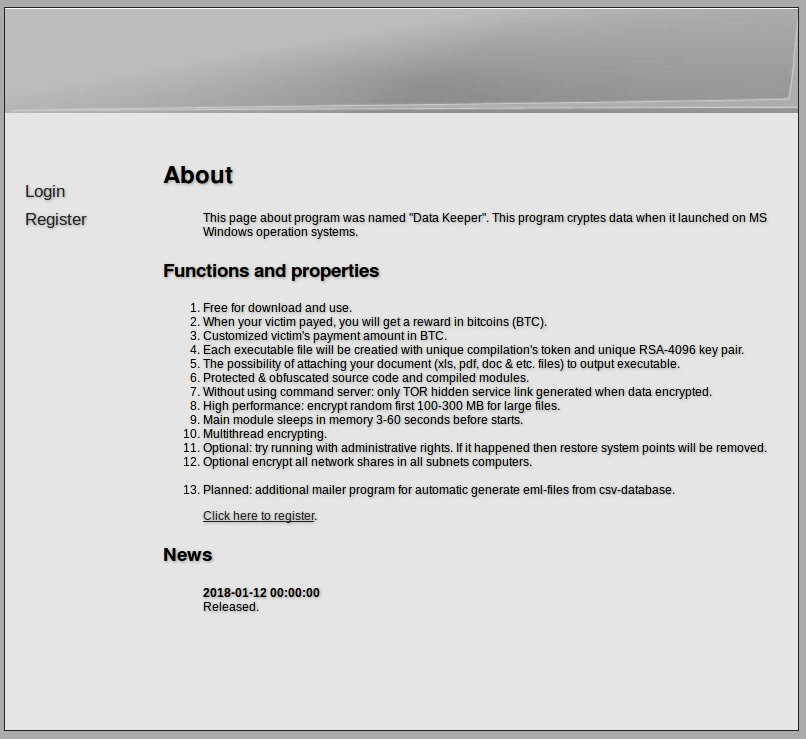 About
Login
Register
This page about program was named "Data Keeper". This program cryptes data when it launched on MS
Windows operation systems.
Functions and properties
1. Free for download and use.
2. When your victim payed, you will get a reward in bitcoins (BTC).
3. Customized victim's payment amount in BTC.
4. Each executable file will be creatied with unique compilation's token and unique RSA-4096 key pair.
5. The possibility of attaching your document (xls, pdf, doc & etc. files) to output executable.
6. Protected & obfuscated source code and compiled modules.
7. Without using command server: only TOR hidden service link generated when data encrypted.
8. High performance: encrypt random first 100-300 MB for large files.
9. Main module sleeps in memory 3-60 seconds before starts.
10. Multithread encrypting.
11. Optional: try running with administrative rights. If it happened then restore system points will be removed.
12. Optional encrypt all network shares in all subnets computers.
13. Planned: additional mailer program for automatic generate eml-files from csv-database.
Click here to register.
News
2018-01-12 00:00:00
Released.